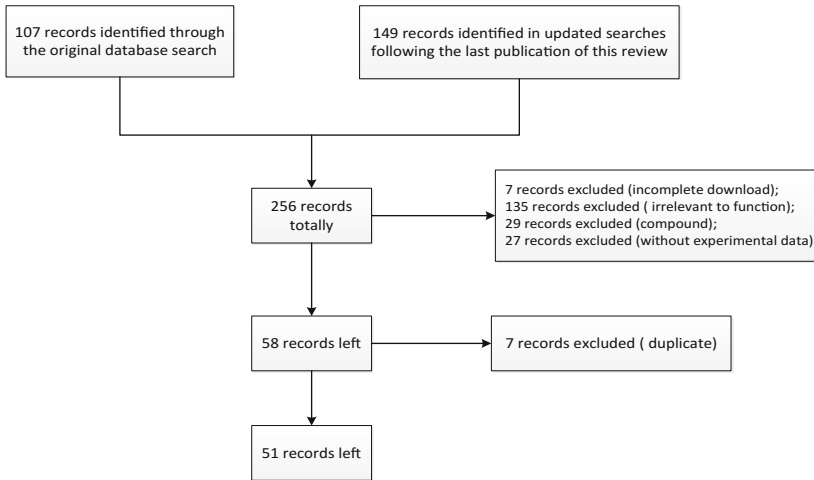 107 records identified through
the original database search
149 records identified in updated searches
following the last publication of this review
256 records
totally
7 records excluded (incomplete download);
135 records excluded ( irrelevant to function);
29 records excluded (compound);
27 records excluded (without experimental data)
58 records left
7 records excluded ( duplicate)
51 records left